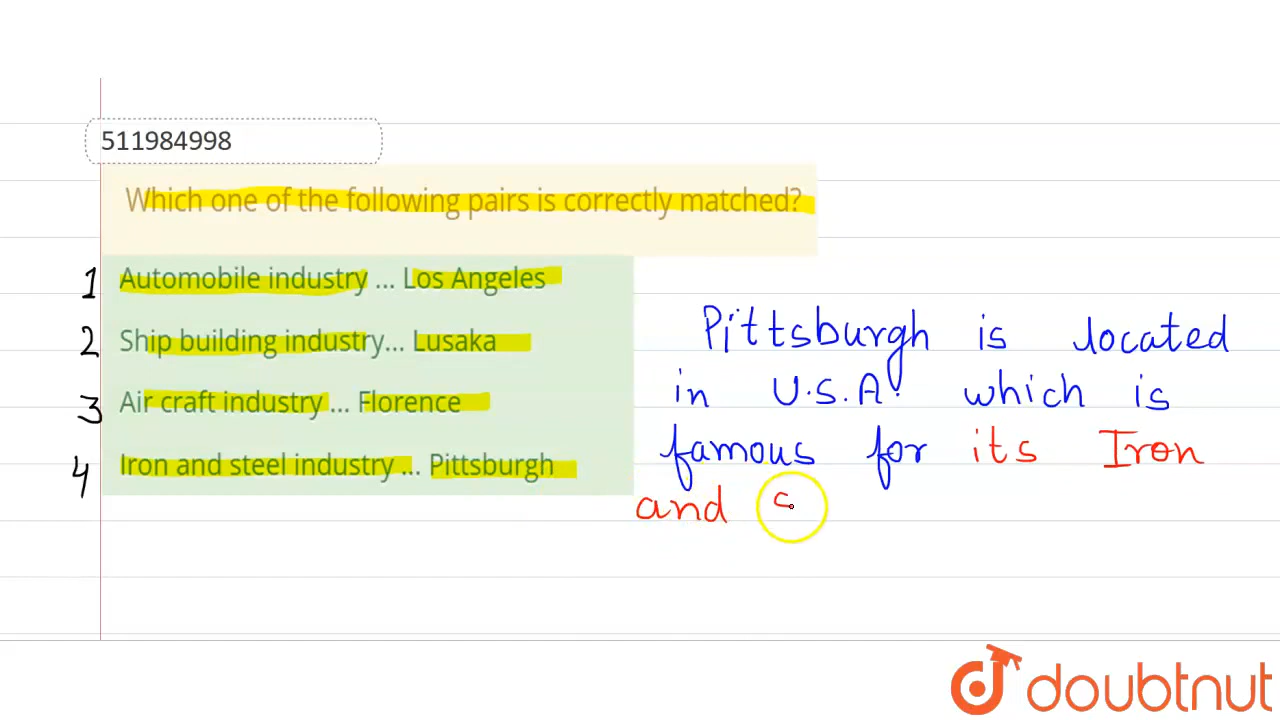 511984998
Which one of the following pairs is correctly matched?
1 Automobile industry ... Los Angeles
2 Ship building industry... Lusaka
3 Air craft industry ... Florence
4 Iron and steel industry ... Pittsburgh
Pittsburgh is located
in U.S.A. which is
famous for its Iron
and S
doubtnut